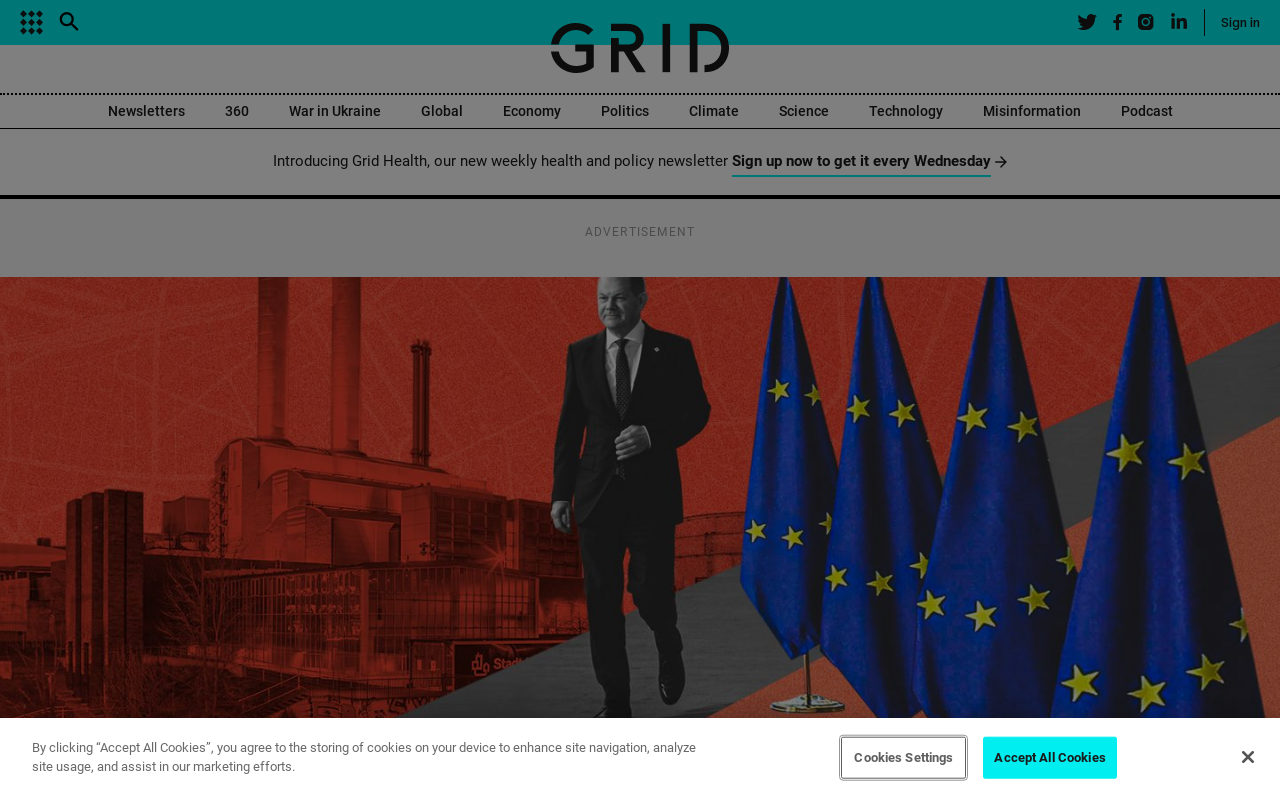 GRID
Sign in
Newsletters 360 War in Ukraine Global Economy Politics Climate Science Technology Misinformation Podcast
Introducing Grid Health, our new weekly health and policy newsletter Sign up now to get it every Wednesday →
ADVERTISEMENT
Stadt
By clicking “Accept All Cookies”, you agree to the storing of cookies on your device to enhance site navigation, analyze
site usage, and assist in our marketing efforts.
Cookies Settings
Accept All Cookies